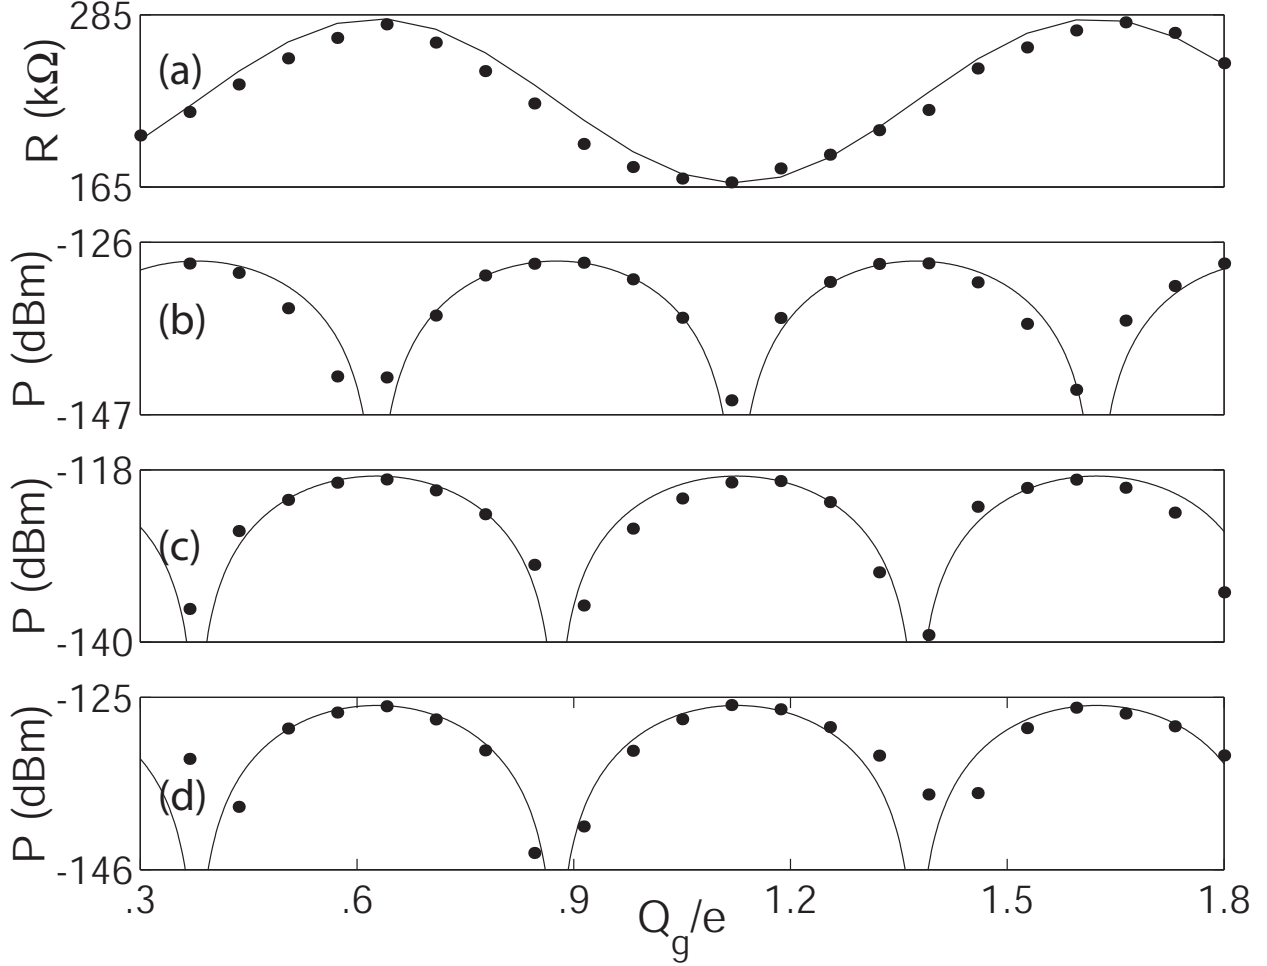 285
R (kΩ)
(a)
165
-126
P (dBm)
(b)
-147
-118
P (dBm)
(c)
-140
-125
P (dBm)
(d)
-146
.3 .6 .9 1.2 1.5 1.8
Qg/e